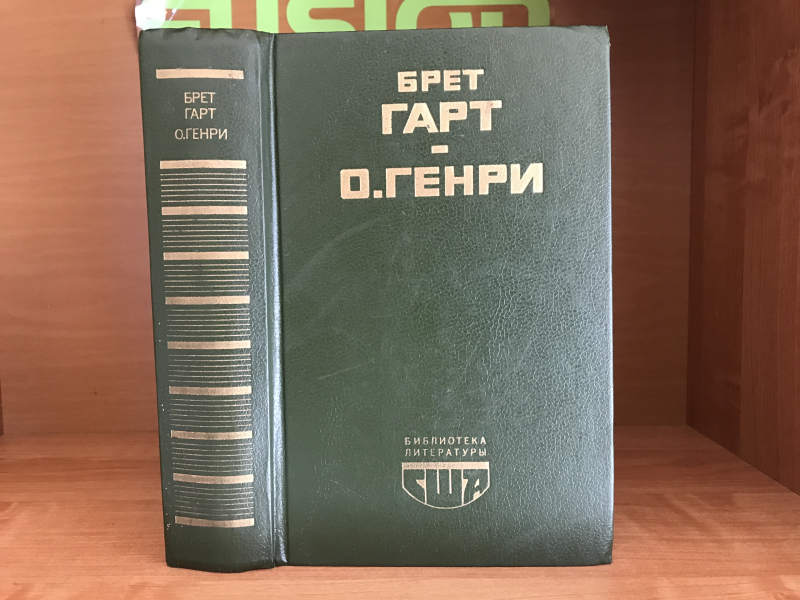 БРЕТ
ГАРТ
О.ГЕНРИ
БРЕТ
ГАРТ
-
О.ГЕНРИ
БИБЛИОТЕКА
ЛИТЕРАТУРЫ
США